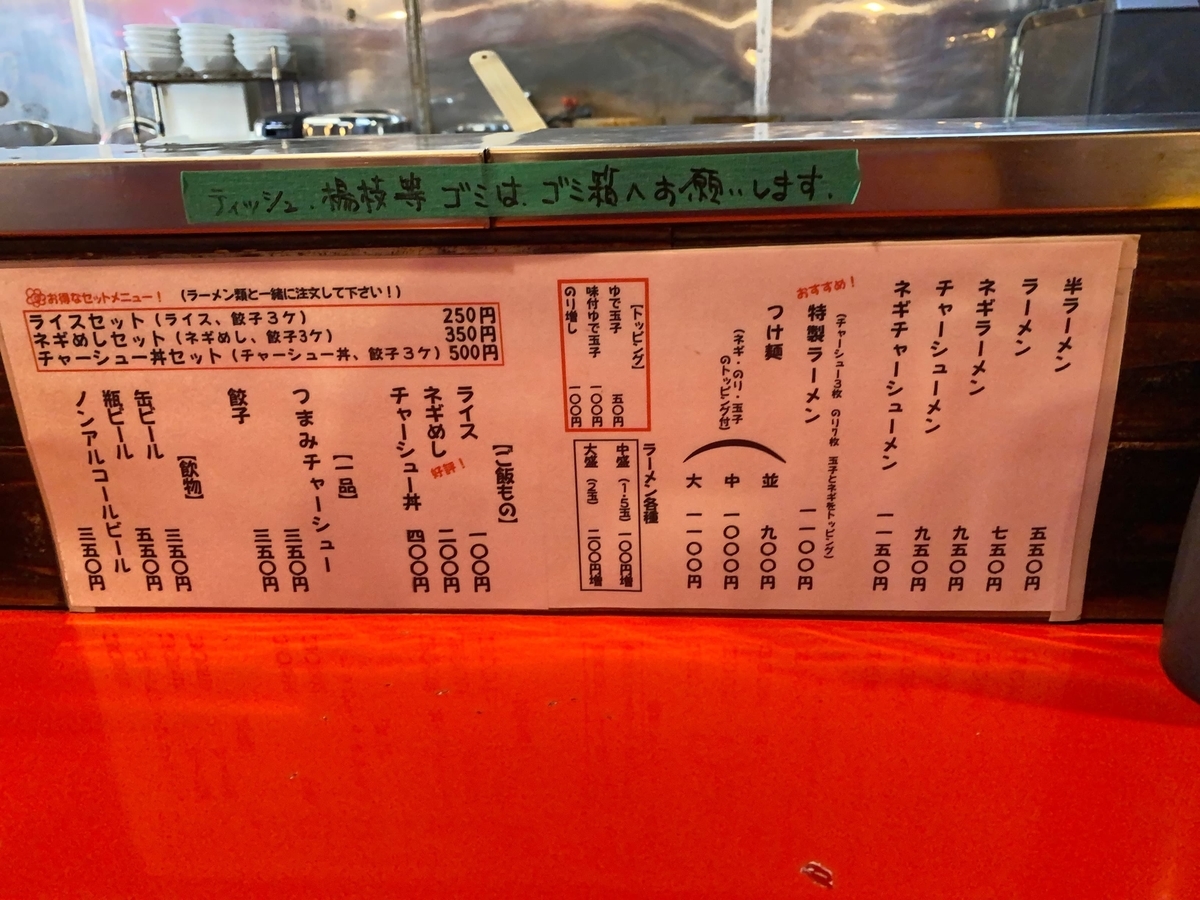 ティッシュ.楊枝等 ゴミは.ゴミ箱へお願いします.
半ラーメン 五五〇円
ラーメン 七五〇円
ネギラーメン 九五〇円
チャーシューメン 九五〇円
ネギチャーシューメン 一一五〇円
おすすめ!
特製ラーメン 一一〇〇円
(チャーシュー3枚 のり7枚 玉子とネギをトッピング)
つけ麺
(ネギ・のり・玉子
のトッピング付)
並 九〇〇円
中 一〇〇〇円
大 一一〇〇円
[トッピング]
ゆで玉子 五〇円
味付ゆで玉子 一〇〇円
のり増し 一〇〇円
ラーメン各種
中盛(1.5玉) 一〇〇円増
大盛(2玉) 二〇〇円増
お得なセットメニュー! (ラーメン類と一緒に注文して下さい!)
ライスセット(ライス、餃子3ケ) 250円
ネギめしセット(ネギめし、餃子3ケ) 350円
チャーシュー丼セット(チャーシュー丼、餃子3ケ) 500円
[ご飯もの]
ライス 一〇〇円
ネギめし 好評! 二〇〇円
チャーシュー丼 四〇〇円
[一品]
つまみチャーシュー 三五〇円
餃子 三五〇円
[飲物]
缶ビール 三五〇円
瓶ビール 五五〇円
ノンアルコールビール 三五〇円